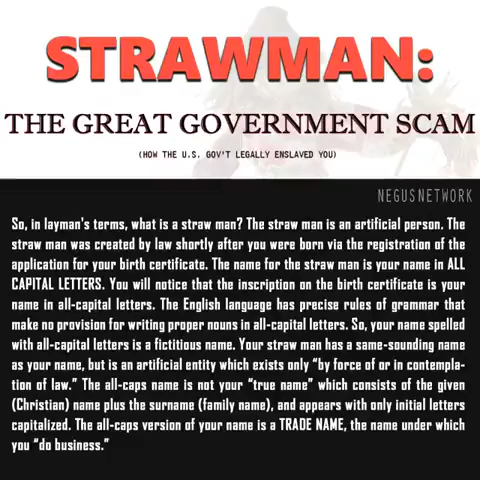 STRAWMAN:
THE GREAT GOVERNMENT SCAM
(HOW THE U.S. GOV'T LEGALLY ENSLAVED YOU)
NEGUSNETWORK
So, in layman's terms, what is a straw man? The straw man is an artificial person. The
straw man was created by law shortly after you were born via the registration of the
application for your birth certificate. The name for the straw man is your name in ALL
CAPITAL LETTERS. You will notice that the inscription on the birth certificate is your
name in all-capital letters. The English language has precise rules of grammar that
make no provision for writing proper nouns in all-capital letters. So, your name spelled
with all-capital letters is a fictitious name. Your straw man has a same-sounding name
as your name, but is an artificial entity which exists only “by force of or in contempla-
tion of law.” The all-caps name is not your “true name” which consists of the given
(Christian) name plus the surname (family name), and appears with only initial letters
capitalized. The all-caps version of your name is a TRADE NAME, the name under which
you “do business.”